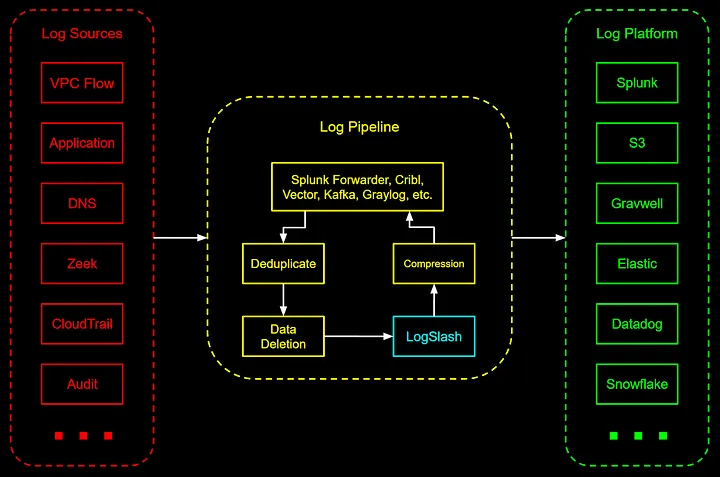 Log Sources
VPC Flow
Application
DNS
Zeek
CloudTrail
Audit
Log Pipeline
Splunk Forwarder, Cribl,
Vector, Kafka, Graylog, etc.
Deduplicate
Compression
Data
Deletion
LogSlash
Log Platform
Splunk
S3
Gravwell
Elastic
Datadog
Snowflake